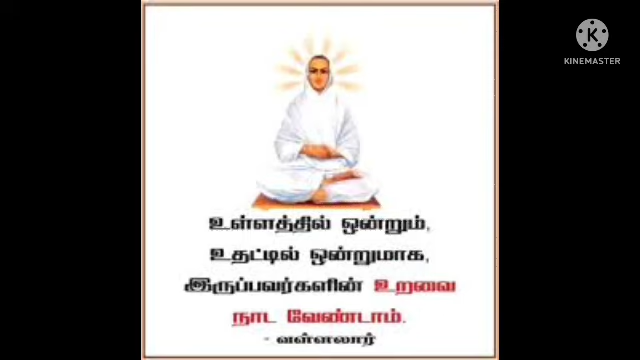 KINEMASTER
உள்ளத்தில் ஒன்றும்,
உதட்டில் ஒன்றுமாக,
இருப்பவர்களின் உறவை
நாட வேண்டாம்.
- வள்ளலார்